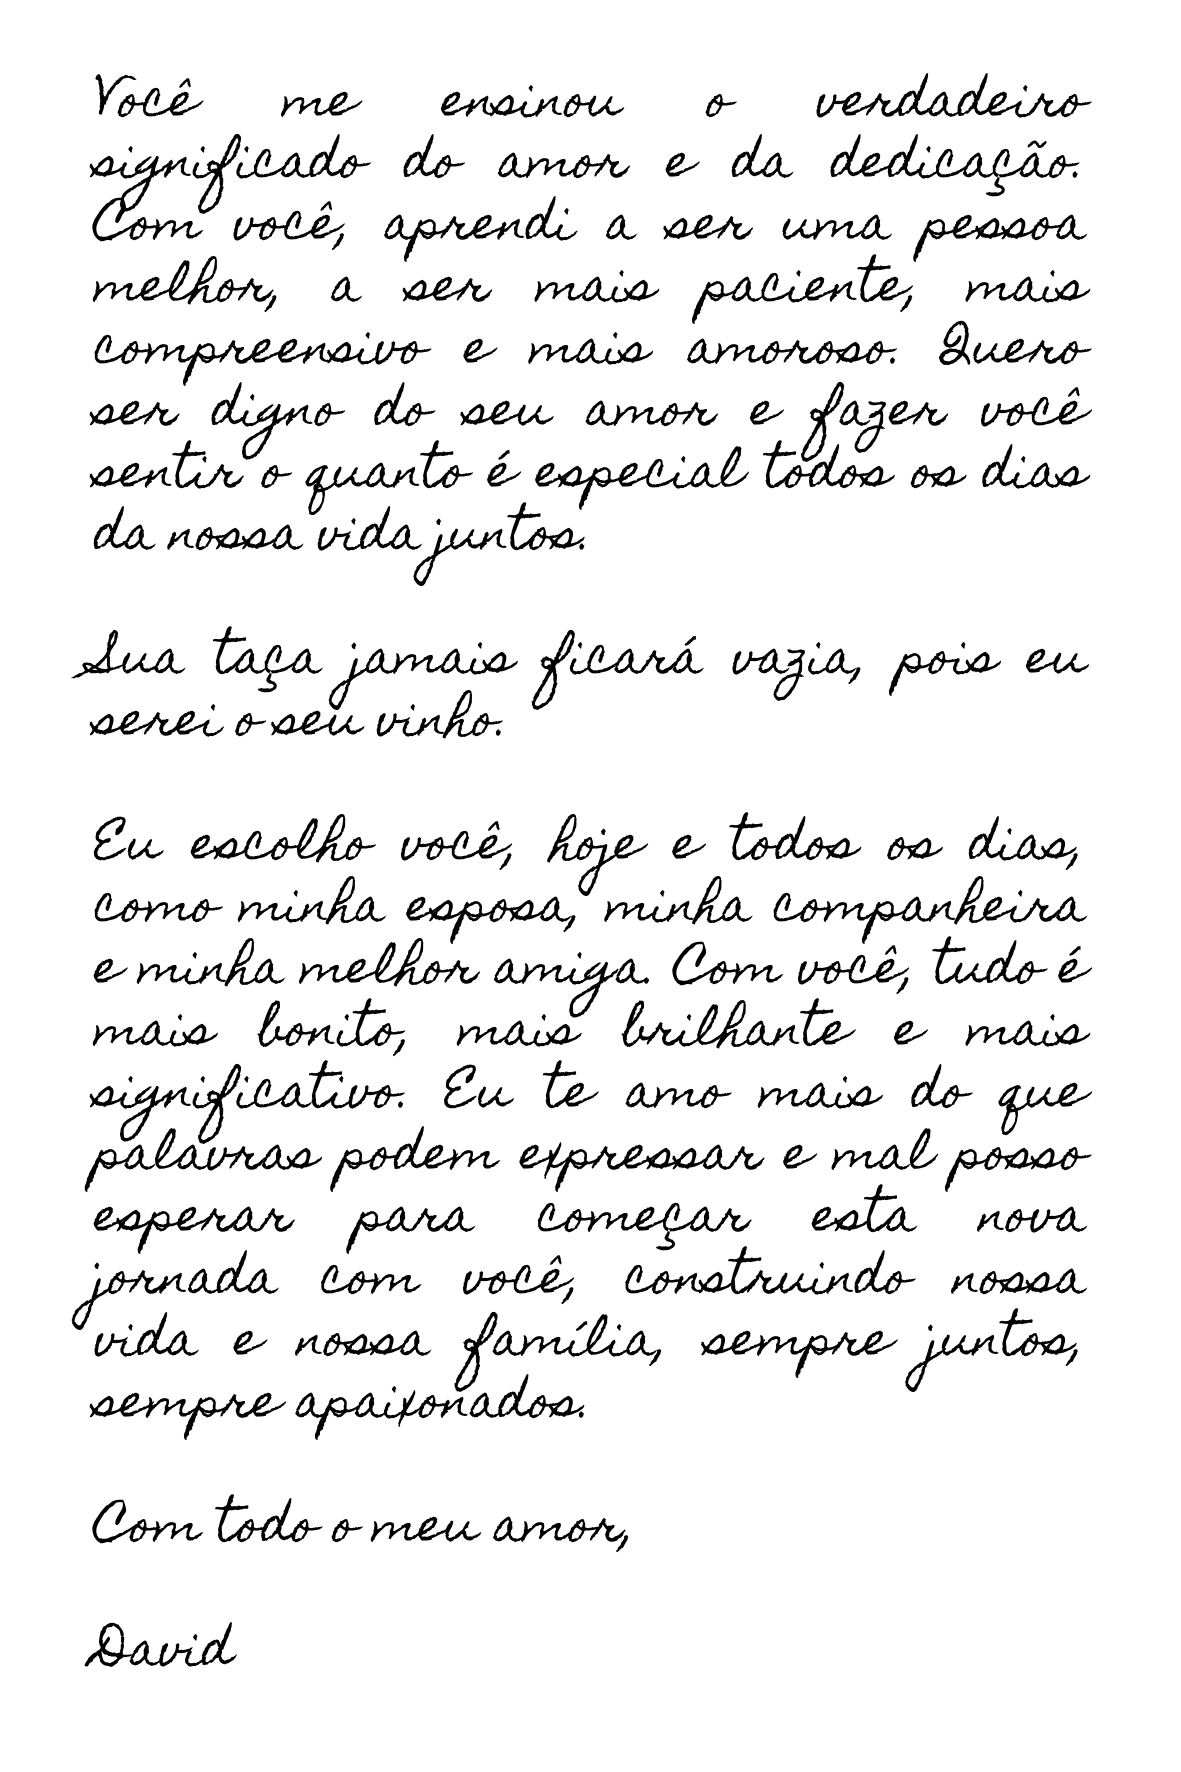 Você me ensinou o verdadeiro
significado do amor e da dedicação.
Com você, aprendi a ser uma pessoa
melhor, a ser mais paciente, mais
compreensivo e mais amoroso. Quero
ser digno do seu amor e fazer você
sentir o quanto é especial todos os dias
da nossa vida juntos.
Sua taça jamais ficará vazia, pois eu
serei o seu vinho.
Eu escolho você, hoje e todos os dias,
como minha esposa, minha companheira
e minha melhor amiga. Com você, tudo é
mais bonito, mais brilhante e mais
significativo. Eu te amo mais do que
palavras podem expressar e mal posso
esperar para começar esta nova
jornada com você, construindo nossa
vida e nossa família, sempre juntos,
sempre apaixonados.
Com todo o meu amor,
David